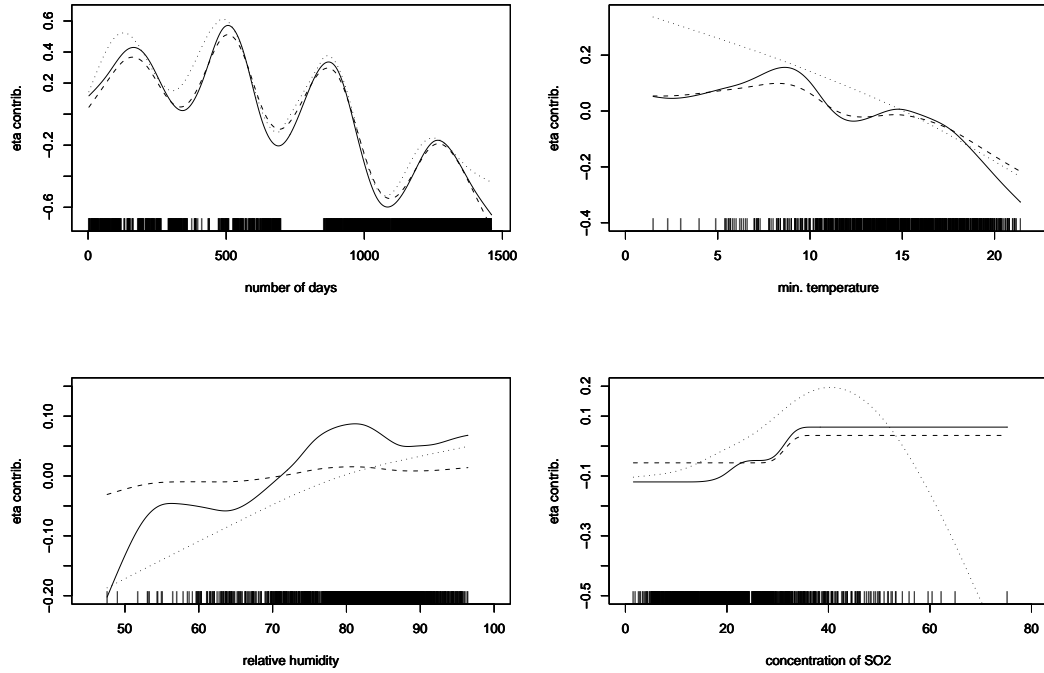 0.6
0.4
0.2
−0.2
−0.6
eta contrib.
0 500 1000 1500
number of days
0.2
0.0
−0.2
−0.4
eta contrib.
0 5 10 15 20
min. temperature
0.10
0.00
−0.10
−0.20
eta contrib.
50 60 70 80 90 100
relative humidity
0.2
0.1
−0.1
−0.3
−0.5
eta contrib.
0 20 40 60 80
concentration of SO2